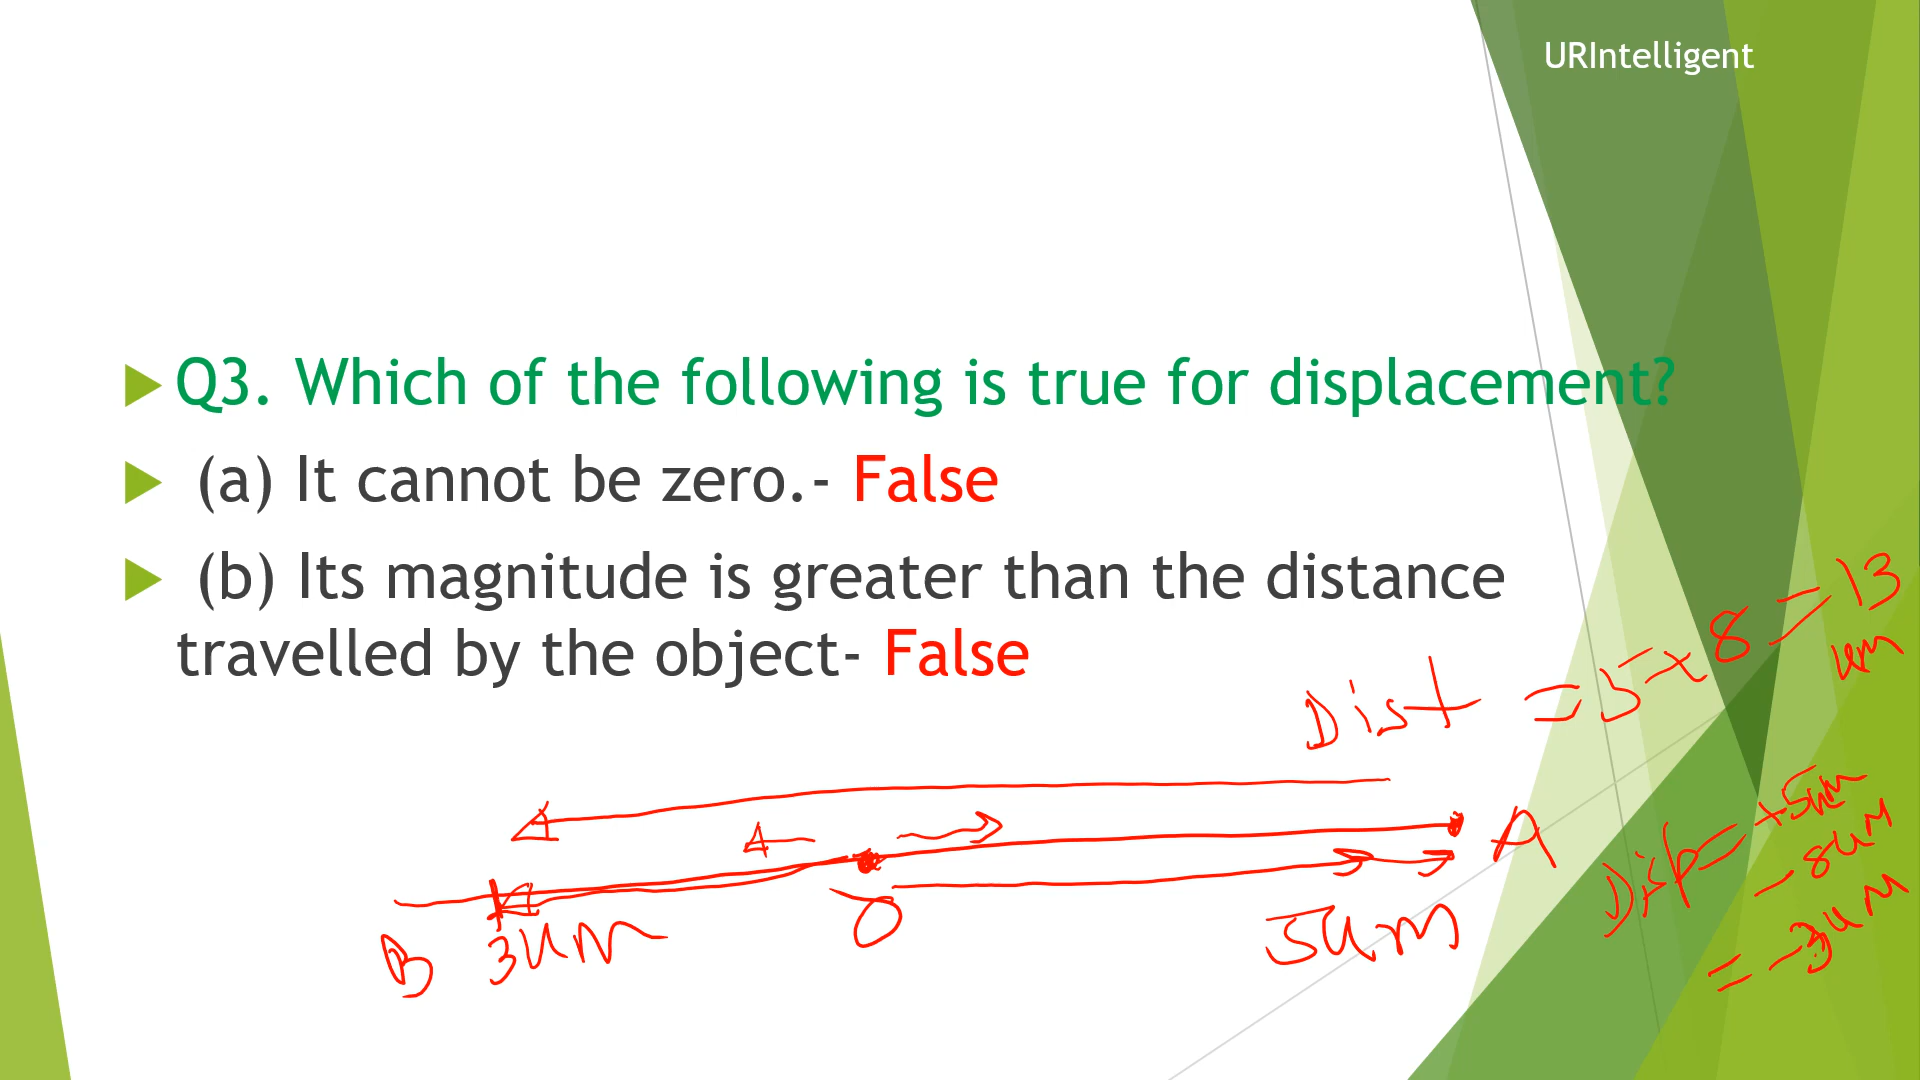 URIntelligent
Q3. Which of the following is true for displacement?
(a) It cannot be zero.- False
(b) Its magnitude is greater than the distance
travelled by the object- False
Dist = 5 + 8 = 13
km
Disp = +5km
- 8km
= -3km
A
B 3km
O
5km